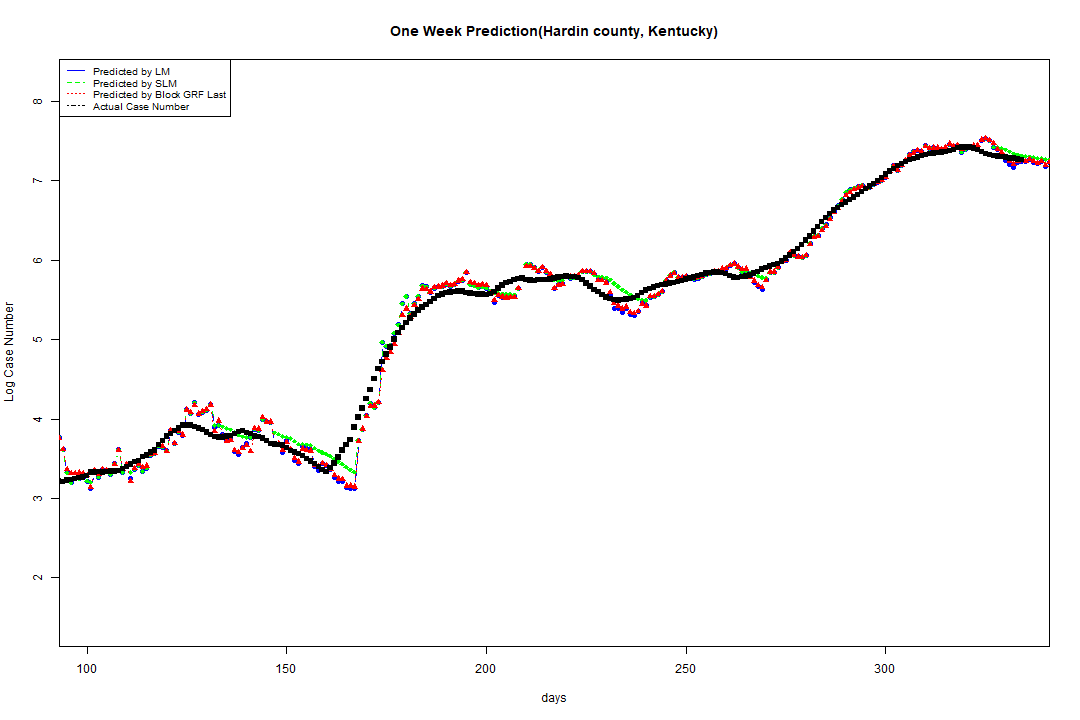 One Week Prediction(Hardin county, Kentucky)
Predicted by LM
Predicted by SLM
Predicted by Block GRF Last
Actual Case Number
8
7
6
5
4
3
2
Log Case Number
100 150 200 250 300
days